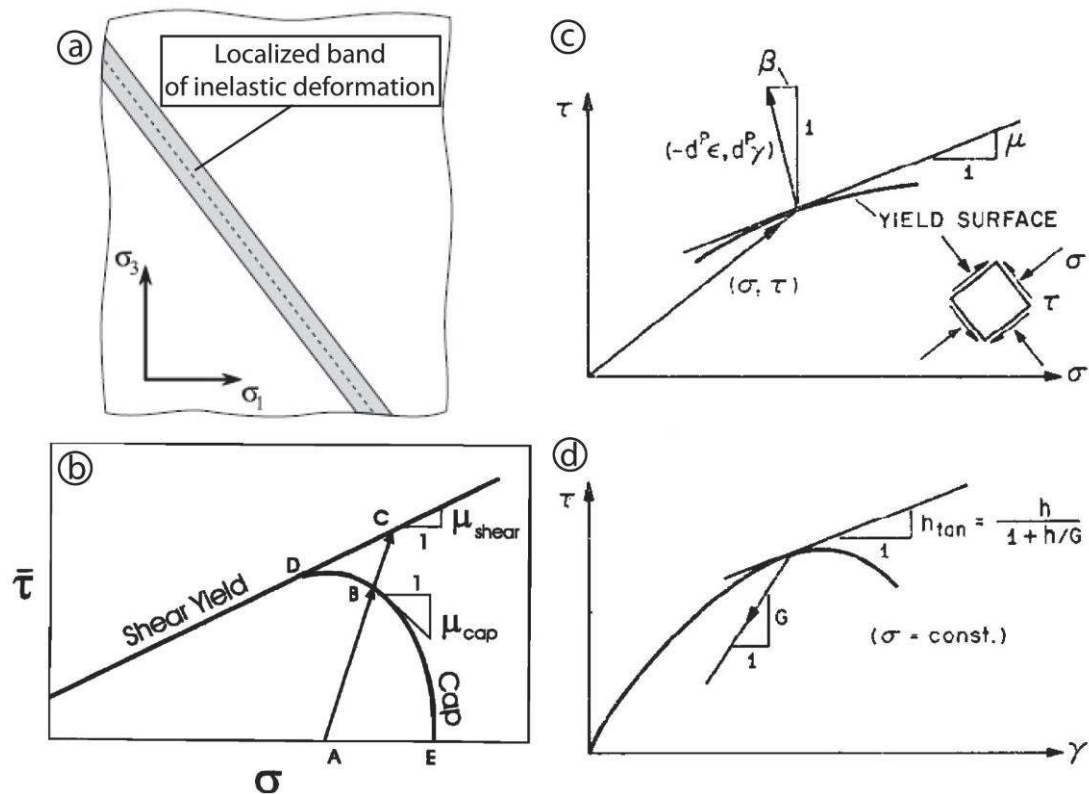 a
Localized band
of inelastic deformation
σ₃
σ₁
b
τ̄
Shear Yield
D
C
1
μshear
B
1
μcap
Cap
A
E
σ
c
τ
β
1
(-dᴾϵ, dᴾγ)
μ
1
YIELD SURFACE
(σ, τ)
σ
τ
σ
d
τ
htan = h / 1 + h/G
1
G
1
(σ = const.)
γ